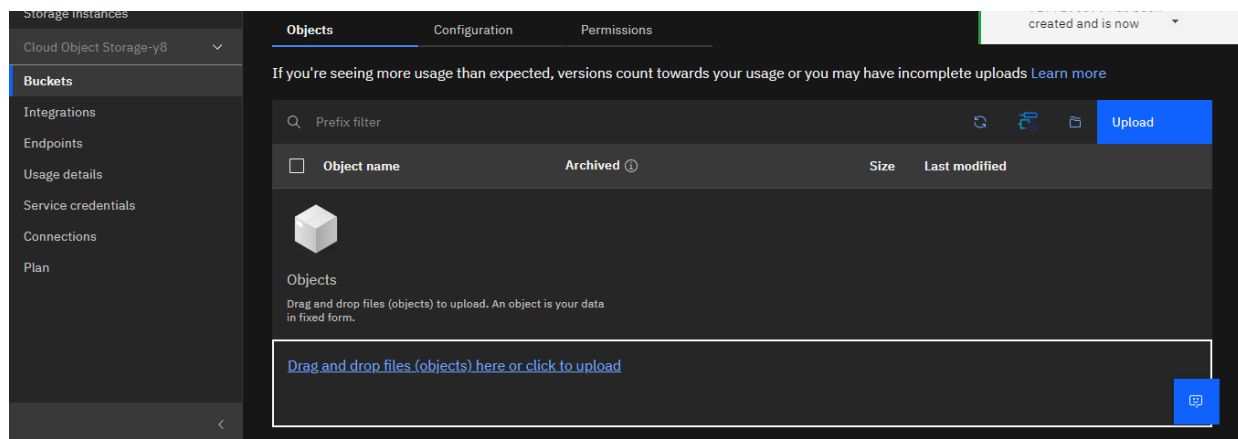 Storage Instances
Cloud Object Storage-y8
Buckets
Integrations
Endpoints
Usage details
Service credentials
Connections
Plan
created and is now
Objects Configuration Permissions
If you're seeing more usage than expected, versions count towards your usage or you may have incomplete uploads Learn more
Prefix filter
Upload
Object name Archived Size Last modified
Objects
Drag and drop files (objects) to upload. An object is your data
in fixed form.
Drag and drop files (objects) here or click to upload